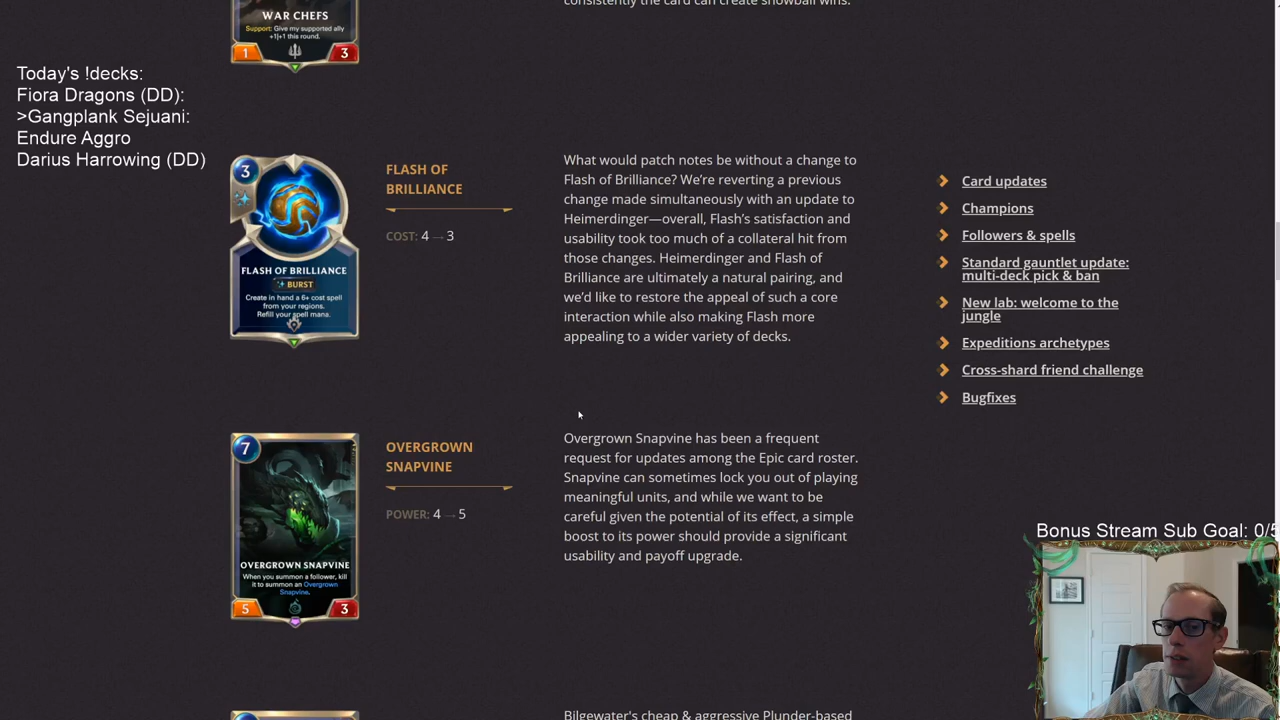 consistently the card can create snowball wins.
WAR CHEFS
Support: Give my supported ally
+1|+1 this round.
1
3
Today's !decks:
Fiora Dragons (DD):
>Gangplank Sejuani:
Endure Aggro
Darius Harrowing (DD)
3
FLASH OF BRILLIANCE
BURST
Create in hand a 6+ cost spell
from your regions.
Refill your spell mana.
FLASH OF
BRILLIANCE
COST: 4 → 3
What would patch notes be without a change to
Flash of Brilliance? We're reverting a previous
change made simultaneously with an update to
Heimerdinger—overall, Flash's satisfaction and
usability took too much of a collateral hit from
those changes. Heimerdinger and Flash of
Brilliance are ultimately a natural pairing, and
we'd like to restore the appeal of such a core
interaction while also making Flash more
appealing to a wider variety of decks.
Card updates
Champions
Followers & spells
Standard gauntlet update:
multi-deck pick & ban
New lab: welcome to the
jungle
Expeditions archetypes
Cross-shard friend challenge
Bugfixes
7
OVERGROWN SNAPVINE
When you summon a follower, kill
it to summon an Overgrown
Snapvine.
5
3
OVERGROWN
SNAPVINE
POWER: 4 → 5
Overgrown Snapvine has been a frequent
request for updates among the Epic card roster.
Snapvine can sometimes lock you out of playing
meaningful units, and while we want to be
careful given the potential of its effect, a simple
boost to its power should provide a significant
usability and payoff upgrade.
Bonus Stream Sub Goal: 0/5
Bilgewater's cheap & aggressive Plunder-based